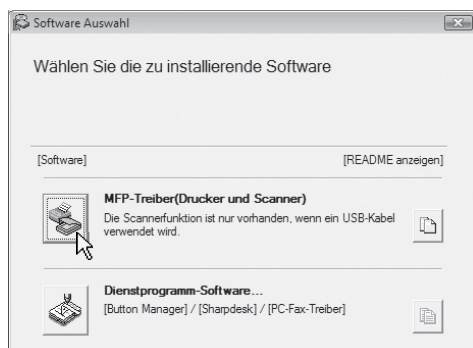 Software Auswahl
Wählen Sie die zu installierende Software
[Software] [README anzeigen]
MFP-Treiber(Drucker und Scanner)
Die Scannerfunktion ist nur vorhanden, wenn ein USB-Kabel
verwendet wird.
Dienstprogramm-Software...
[Button Manager] / [Sharpdesk] / [PC-Fax-Treiber]